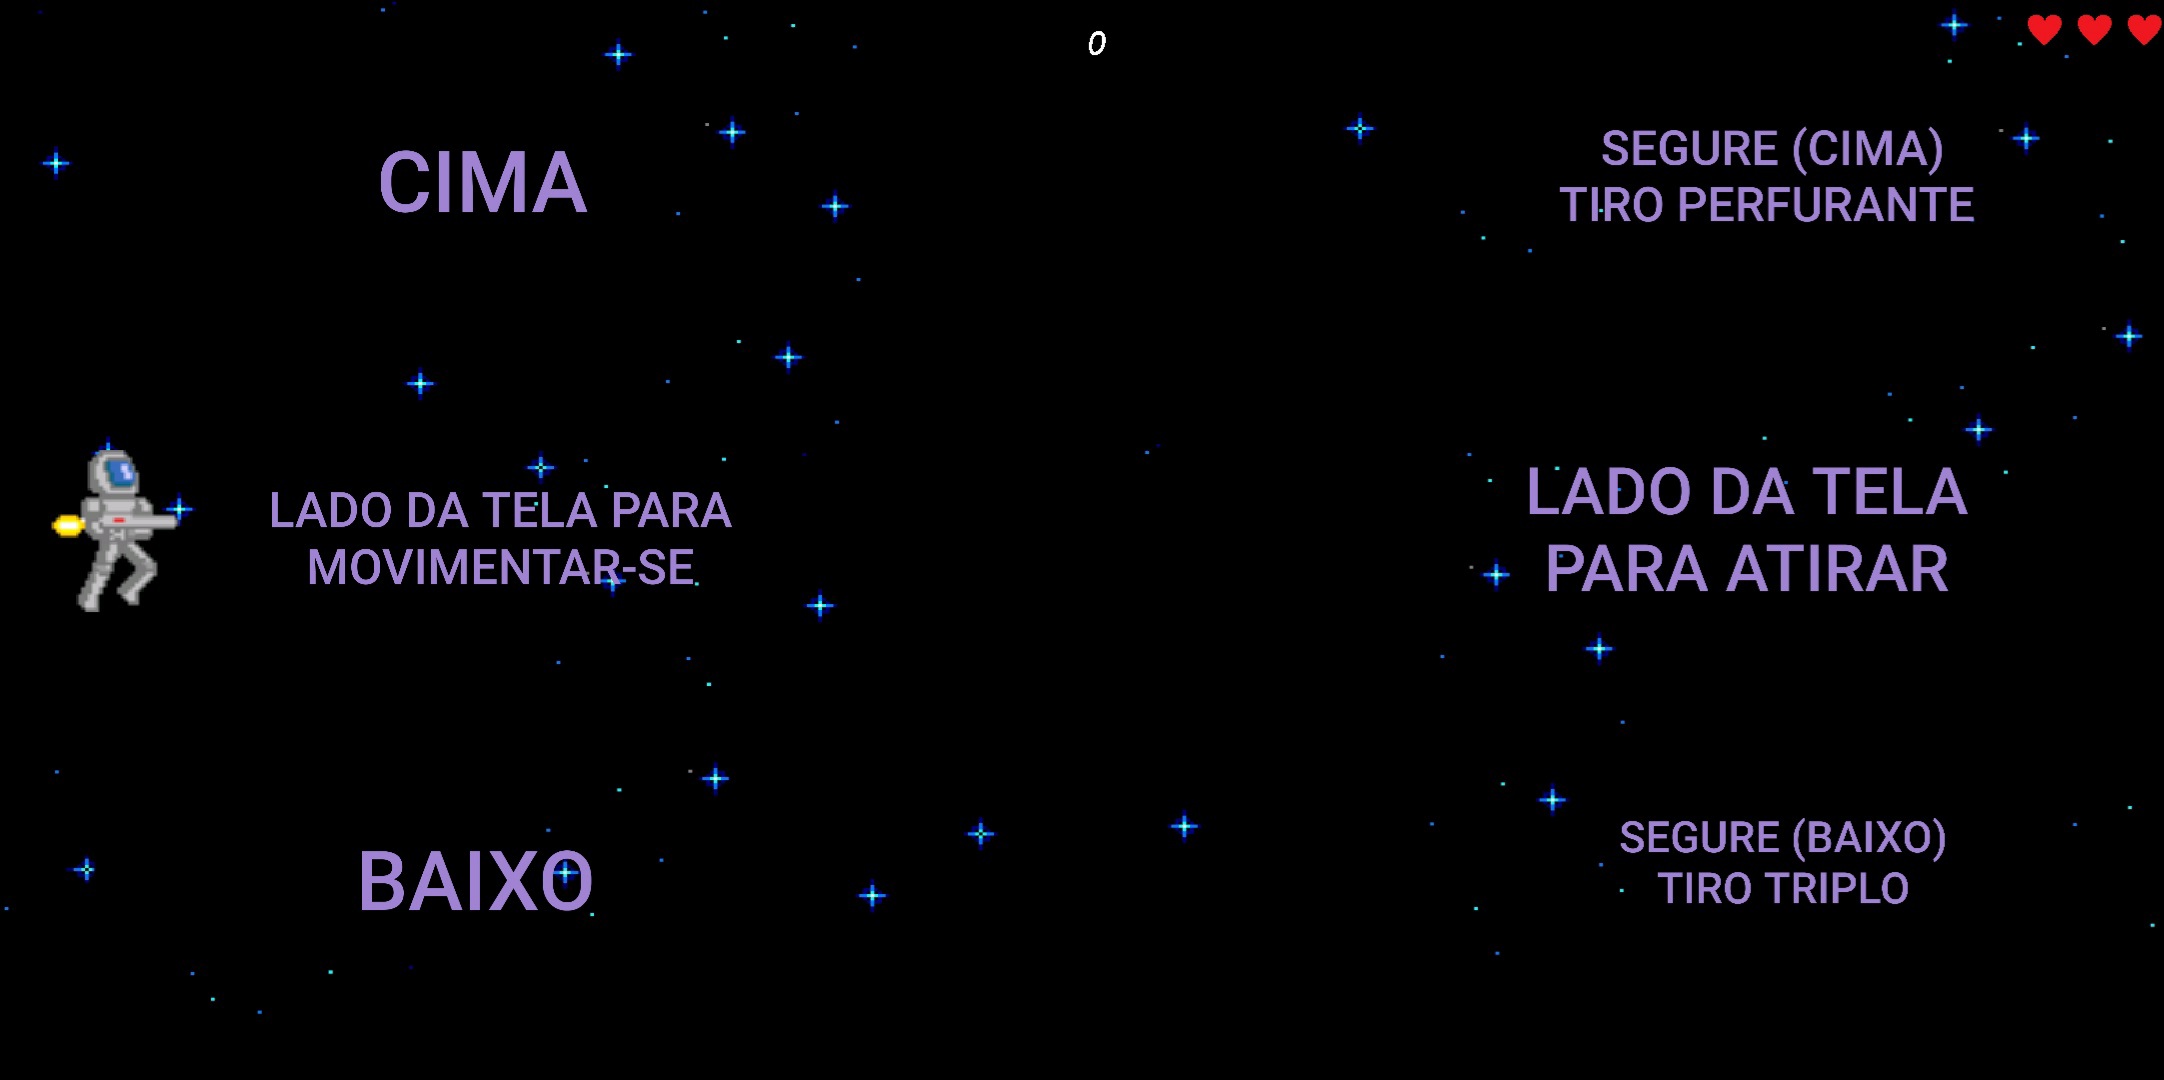 0
CIMA
SEGURE (CIMA)
TIRO PERFURANTE
LADO DA TELA PARA
MOVIMENTAR-SE
LADO DA TELA
PARA ATIRAR
BAIXO
SEGURE (BAIXO)
TIRO TRIPLO